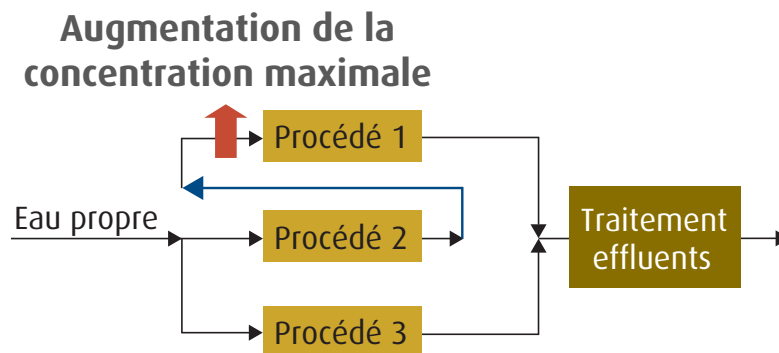 Augmentation de la
concentration maximale
Procédé 1
Eau propre
Procédé 2
Traitement
effluents
Procédé 3